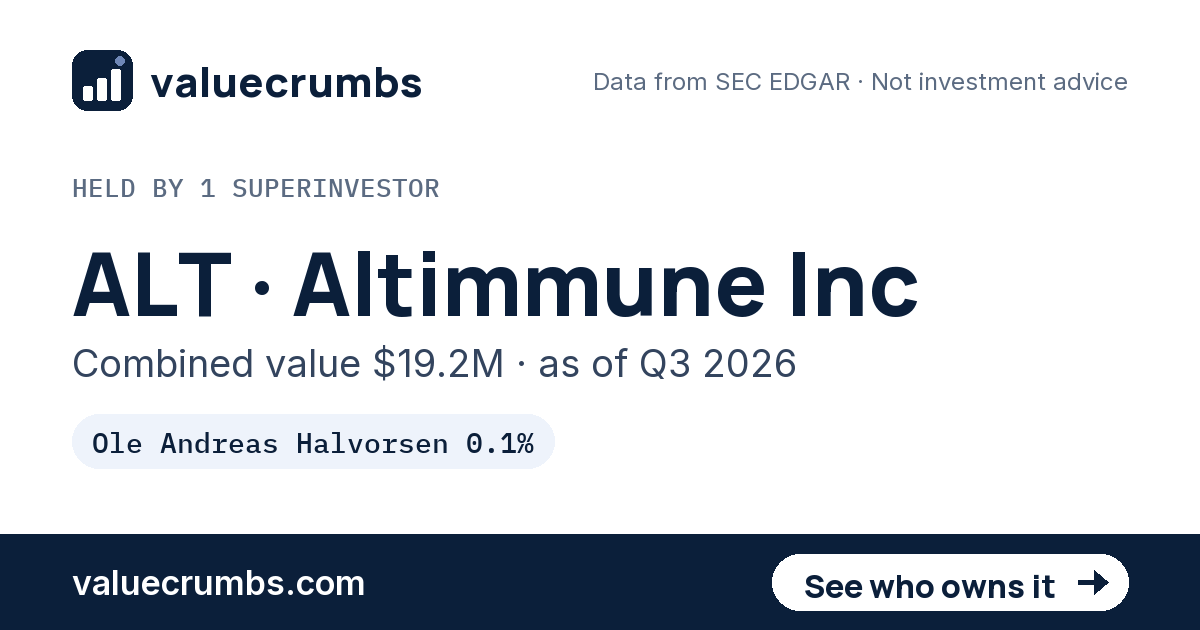 valuecrumbs
Data from SEC EDGAR · Not investment advice
HELD BY 1 SUPERINVESTOR
ALT · Altimmune Inc
Combined value $19.2M · as of Q3 2026
Ole Andreas Halvorsen 0.1%
valuecrumbs.com
See who owns it →